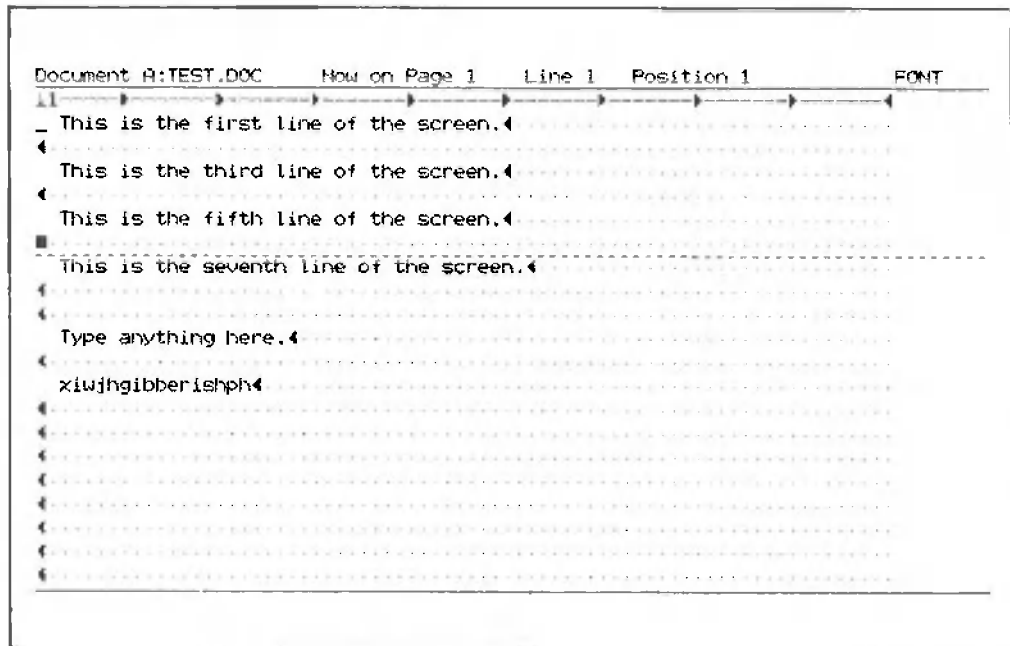 Document A:TEST.DOC Now on Page 1 Line 1 Position 1 FONT
This is the first line of the screen.
This is the third line of the screen.
This is the fifth line of the screen.
This is the seventh line of the screen.
Type anything here.
xiwjhgibberishph